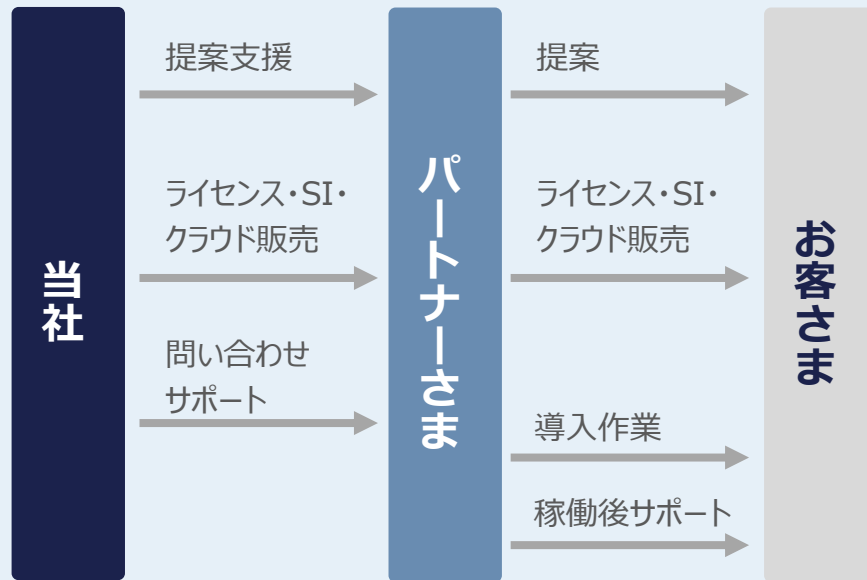 当社
提案支援
ライセンス・SI・
クラウド販売
問い合わせ
サポート
パートナーさま
提案
ライセンス・SI・
クラウド販売
導入作業
稼働後サポート
お客さま